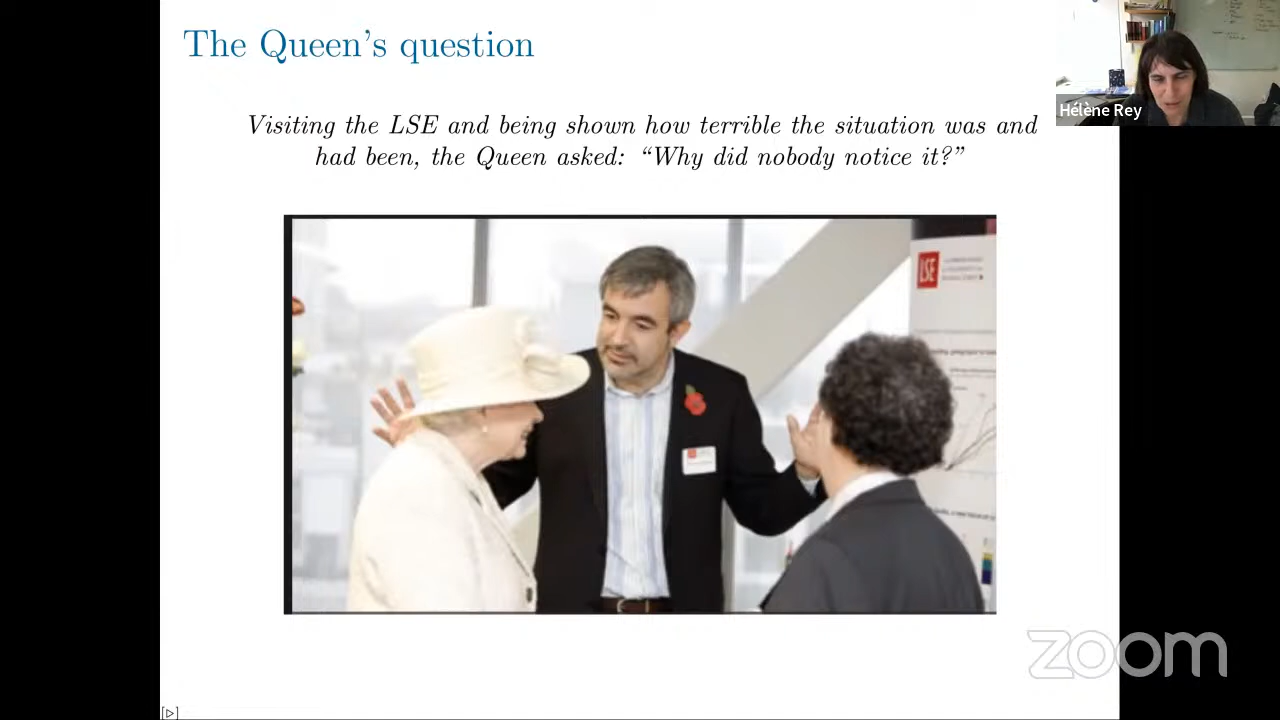 The Queen's question
Hélène Rey
Visiting the LSE and being shown how terrible the situation was and
had been, the Queen asked: “Why did nobody notice it?”
LSE
zoom